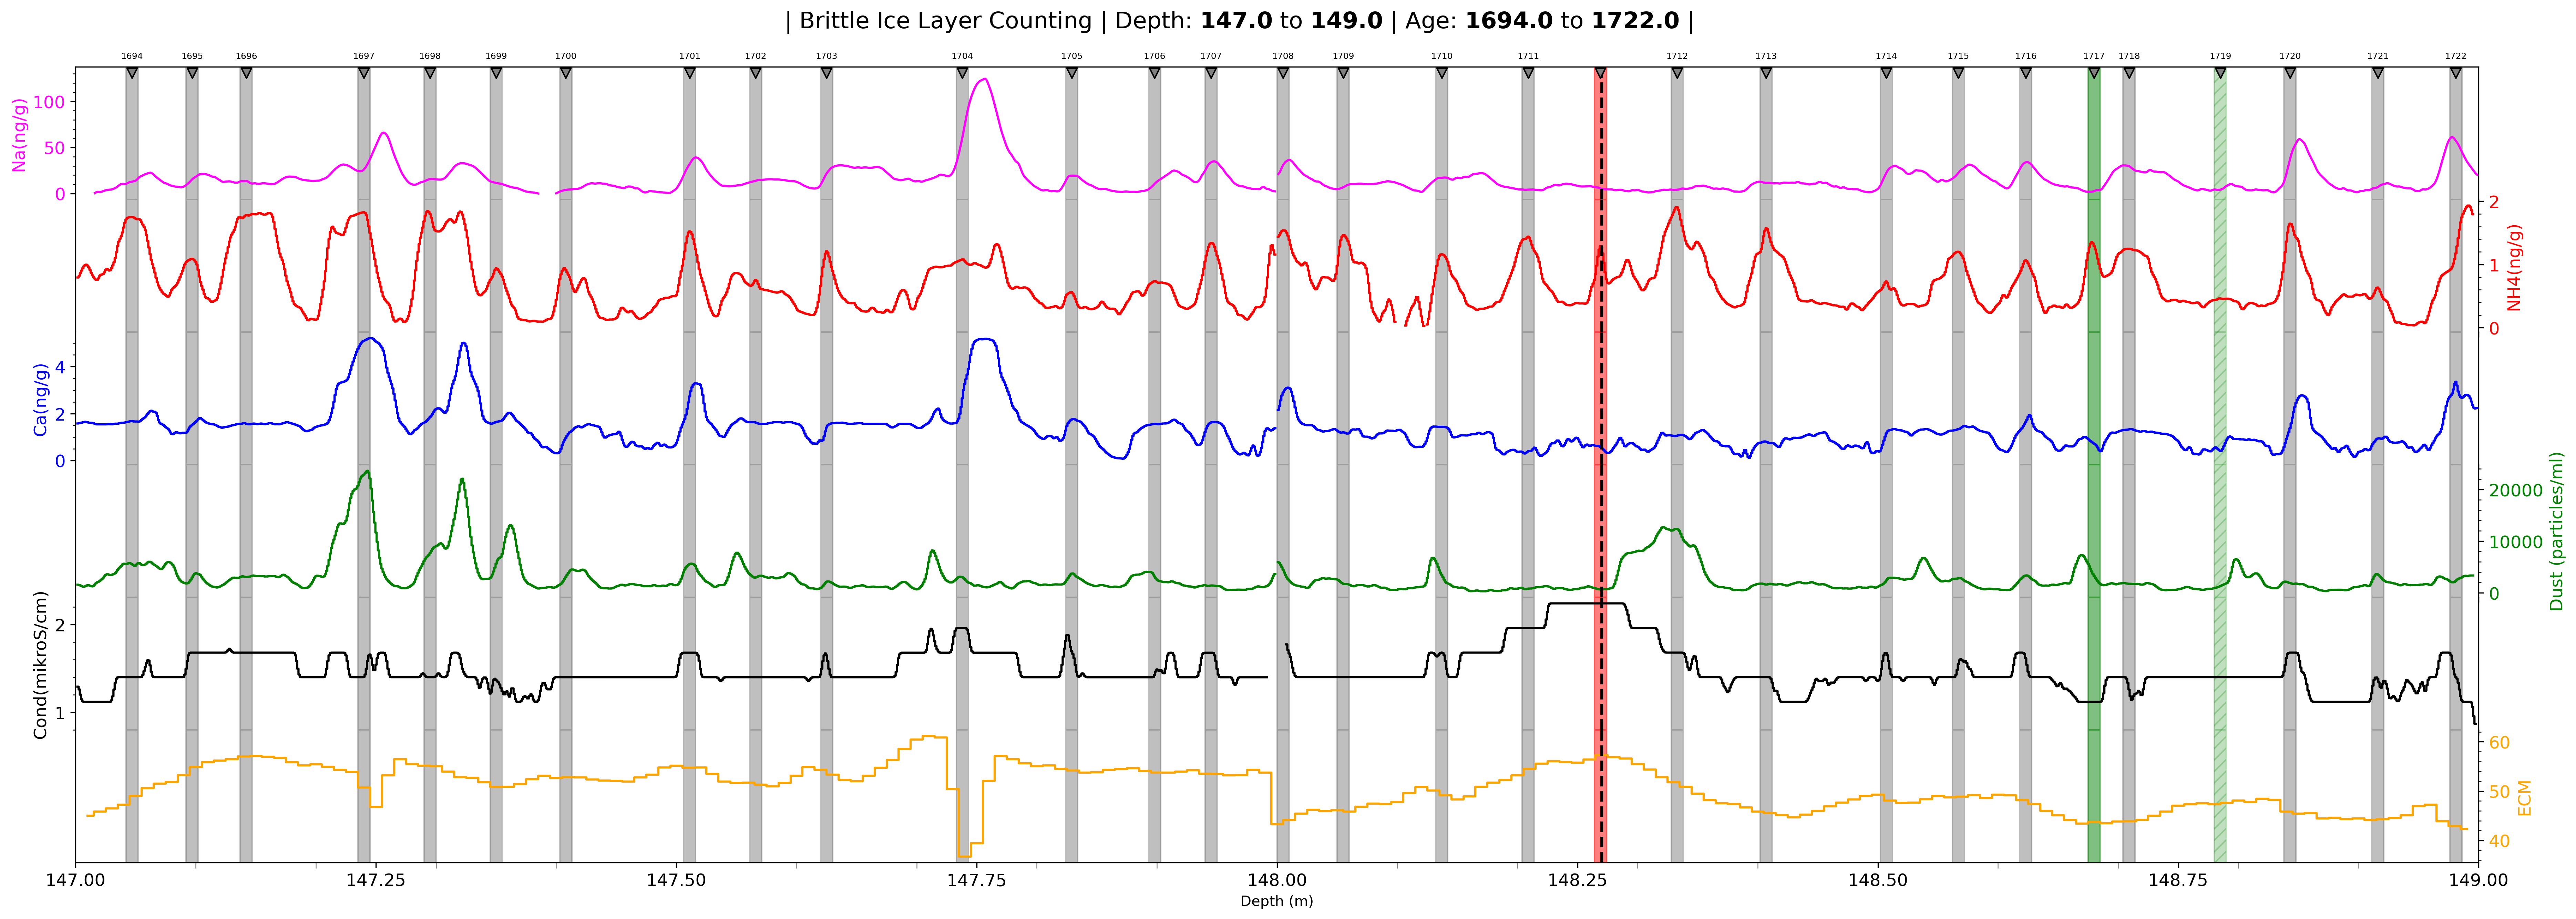 | Brittle Ice Layer Counting | Depth: 147.0 to 149.0 | Age: 1694.0 to 1722.0 |
1694 1695 1696 1697 1698 1699 1700 1701 1702 1703 1704 1705 1706 1707 1708 1709 1710 1711 1712 1713 1714 1715 1716 1717 1718 1719 1720 1721 1722
Na(ng/g)
100
50
0
NH4(ng/g)
2
1
0
Ca(ng/g)
4
2
0
Dust (particles/ml)
20000
10000
0
Cond(mikroS/cm)
2
1
ECM
60
50
40
147.00 147.25 147.50 147.75 148.00 148.25 148.50 148.75 149.00
Depth (m)